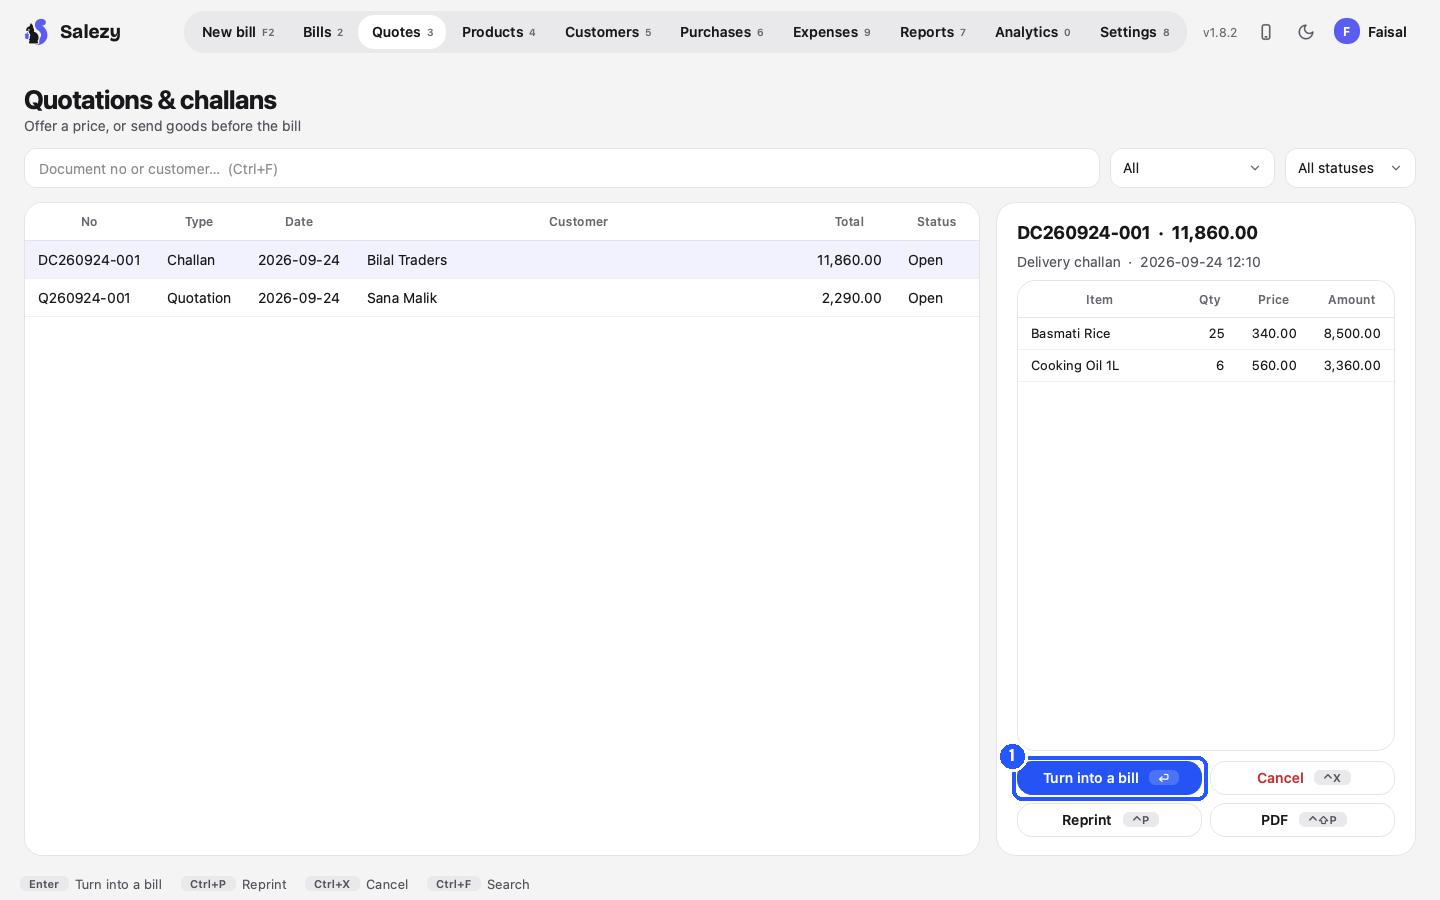 Salezy
New bill F2 Bills 2 Quotes 3 Products 4 Customers 5 Purchases 6 Expenses 9 Reports 7 Analytics 0 Settings 8 v1.8.2 F Faisal
Quotations & challans
Offer a price, or send goods before the bill
Document no or customer... (Ctrl+F) All All statuses
No Type Date Customer Total Status
DC260924-001 Challan 2026-09-24 Bilal Traders 11,860.00 Open
Q260924-001 Quotation 2026-09-24 Sana Malik 2,290.00 Open
DC260924-001 · 11,860.00
Delivery challan · 2026-09-24 12:10
Item Qty Price Amount
Basmati Rice 25 340.00 8,500.00
Cooking Oil 1L 6 560.00 3,360.00
1
Turn into a bill ⏎ Cancel ^X
Reprint ^P PDF ^⇧P
Enter Turn into a bill Ctrl+P Reprint Ctrl+X Cancel Ctrl+F Search